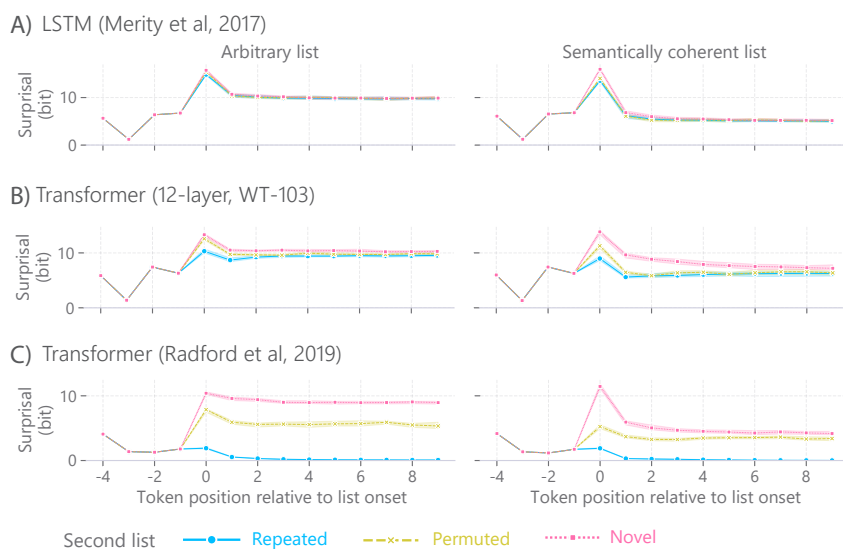 A) LSTM (Merity et al, 2017)
Arbitrary list
Semantically coherent list
Surprisal
(bit)
10
B) Transformer (12-layer, WT-103)
Surprisal
(bit)
10
0
C) Transformer (Radford et al, 2019)
Surprisal
(bit)
10
0
-4 -2 0 2 4 6 8
-4 -2 0 2 4 6 8
Token position relative to list onset
Token position relative to list onset
Second list Repeated Permuted Novel